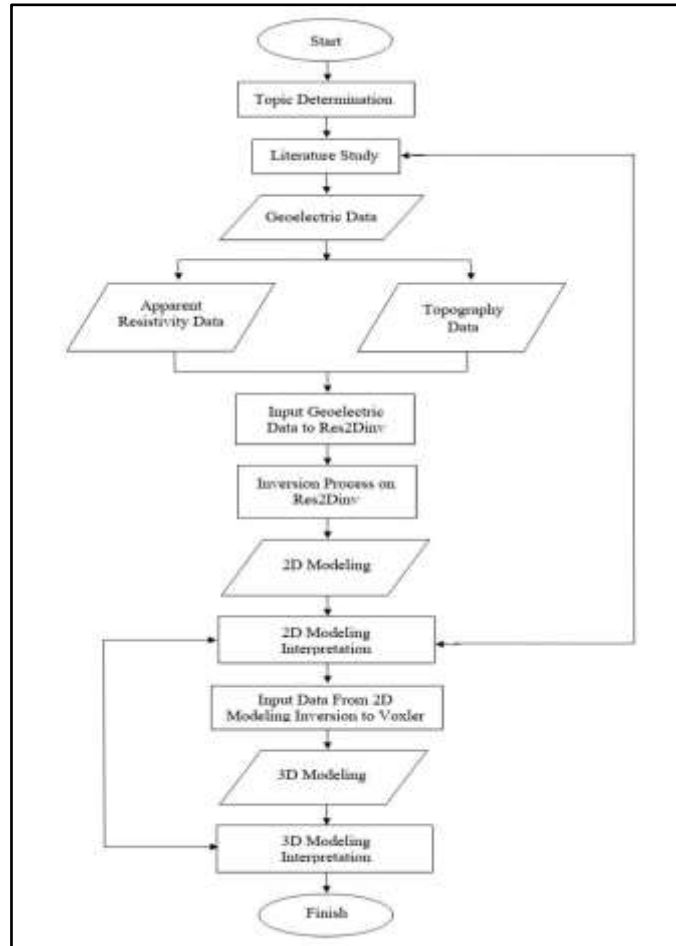 Start
Topic Determination
Literature Study
Geoelectric Data
Apparent
Resistivity Data
Topography
Data
Input Geoelectric
Data to Res2Dinv
Inversion Process on
Res2Dinv
2D Modeling
2D Modeling
Interpretation
Input Data From 2D
Modeling Inversion to Voxler
3D Modeling
3D Modeling
Interpretation
Finish